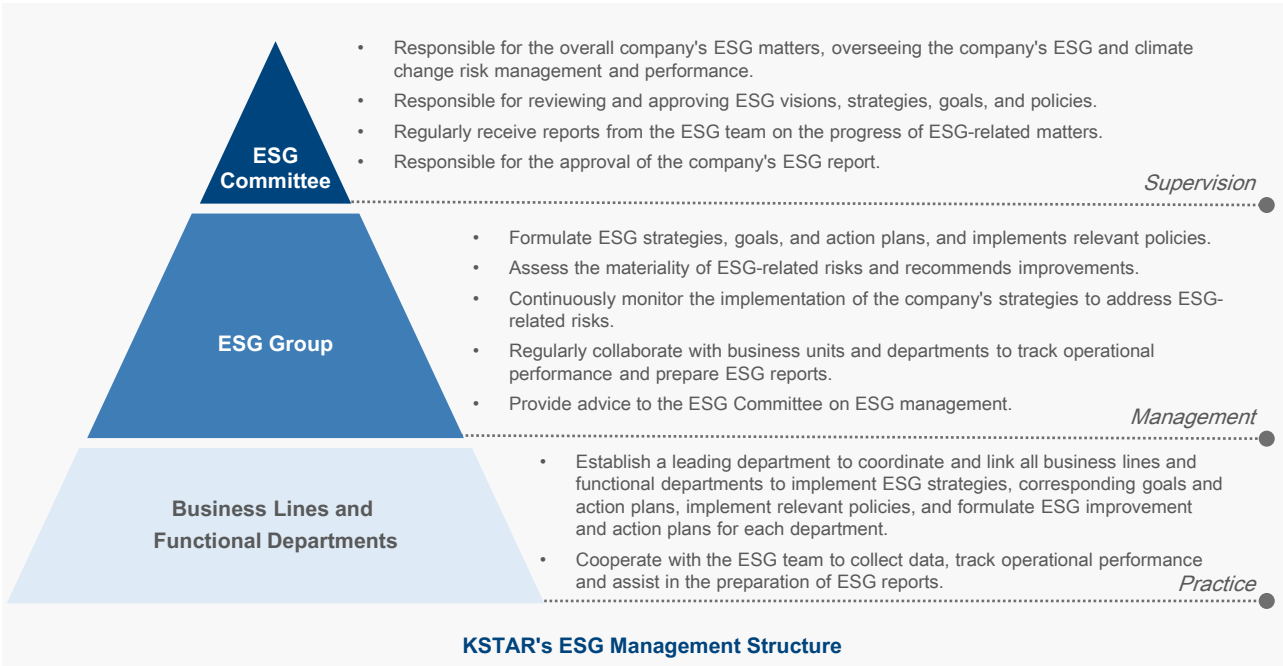 • Responsible for the overall company's ESG matters, overseeing the company's ESG and climate
change risk management and performance.
• Responsible for reviewing and approving ESG visions, strategies, goals, and policies.
• Regularly receive reports from the ESG team on the progress of ESG-related matters.
• Responsible for the approval of the company's ESG report.
ESG
Committee
Supervision
• Formulate ESG strategies, goals, and action plans, and implements relevant policies.
• Assess the materiality of ESG-related risks and recommends improvements.
• Continuously monitor the implementation of the company's strategies to address ESG-
related risks.
• Regularly collaborate with business units and departments to track operational
performance and prepare ESG reports.
• Provide advice to the ESG Committee on ESG management.
ESG Group
Management
• Establish a leading department to coordinate and link all business lines and
functional departments to implement ESG strategies, corresponding goals and
action plans, implement relevant policies, and formulate ESG improvement
and action plans for each department.
• Cooperate with the ESG team to collect data, track operational performance
and assist in the preparation of ESG reports.
Business Lines and
Functional Departments
Practice
KSTAR's ESG Management Structure